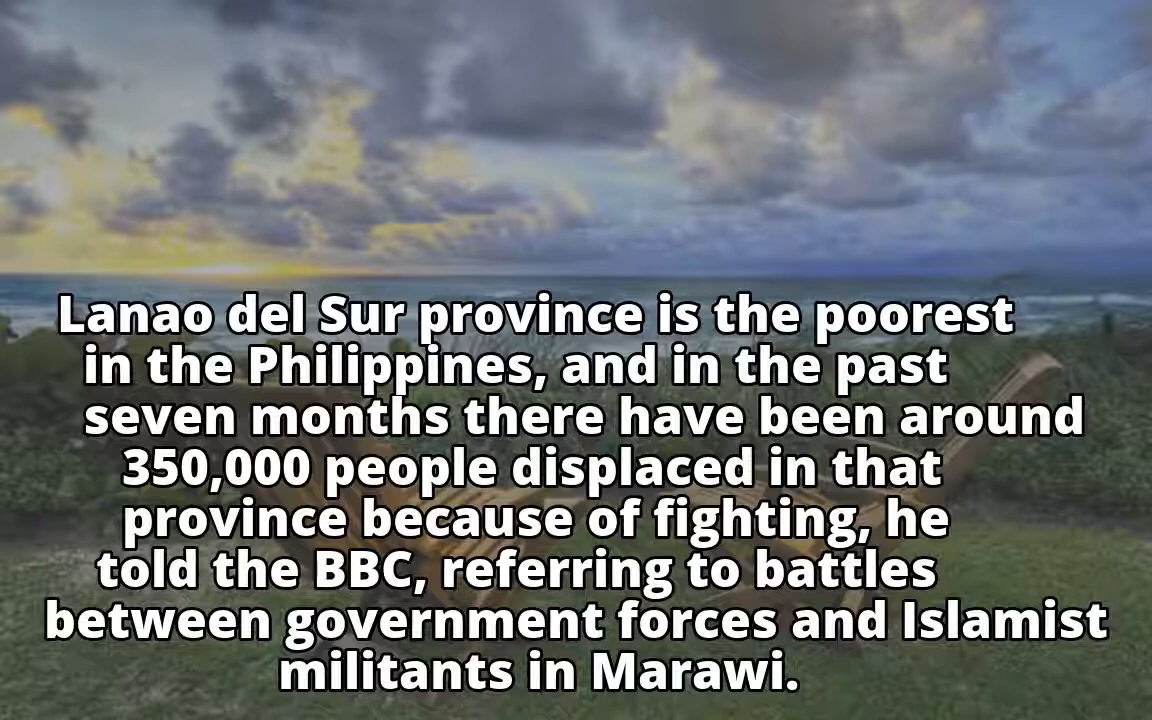 Lanao del Sur province is the poorest
in the Philippines, and in the past
seven months there have been around
350,000 people displaced in that
province because of fighting, he
told the BBC, referring to battles
between government forces and Islamist
militants in Marawi.